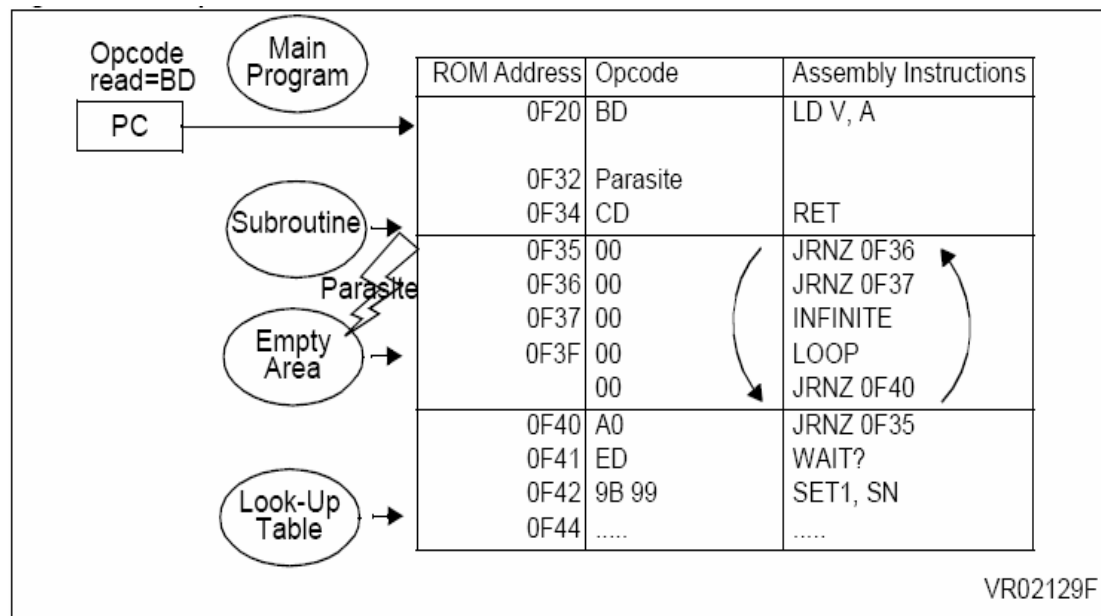 Opcode
read=BD
PC
Main
Program
Subroutine
Parasite
Empty
Area
Look-Up
Table
ROM Address Opcode Assembly Instructions
0F20 BD LD V, A
0F32 Parasite
0F34 CD RET
0F35 00 JRNZ 0F36
0F36 00 JRNZ 0F37
0F37 00 INFINITE
0F3F 00 LOOP
00 JRNZ 0F40
0F40 A0 JRNZ 0F35
0F41 ED WAIT?
0F42 9B 99 SET1, SN
0F44 ..... .....
VR02129F